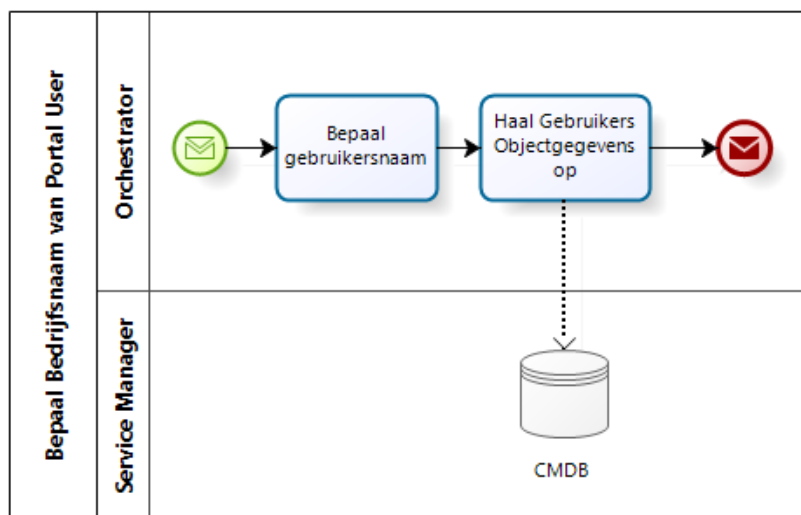 Bepaal Bedrijfsnaam van Portal User
Orchestrator
Bepaal
gebruikersnaam
Haal Gebruikers
Objectgegevens
op
Service Manager
CMDB